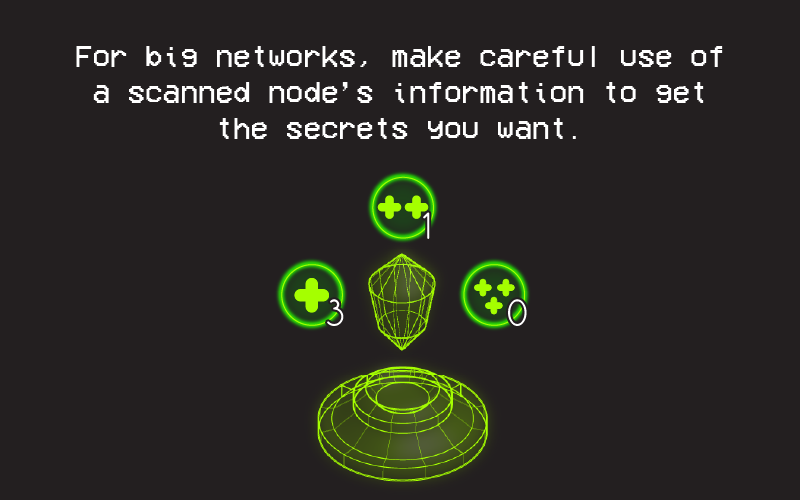 For big networks, make careful use of
a scanned node's information to get
the secrets you want.
1
3
0